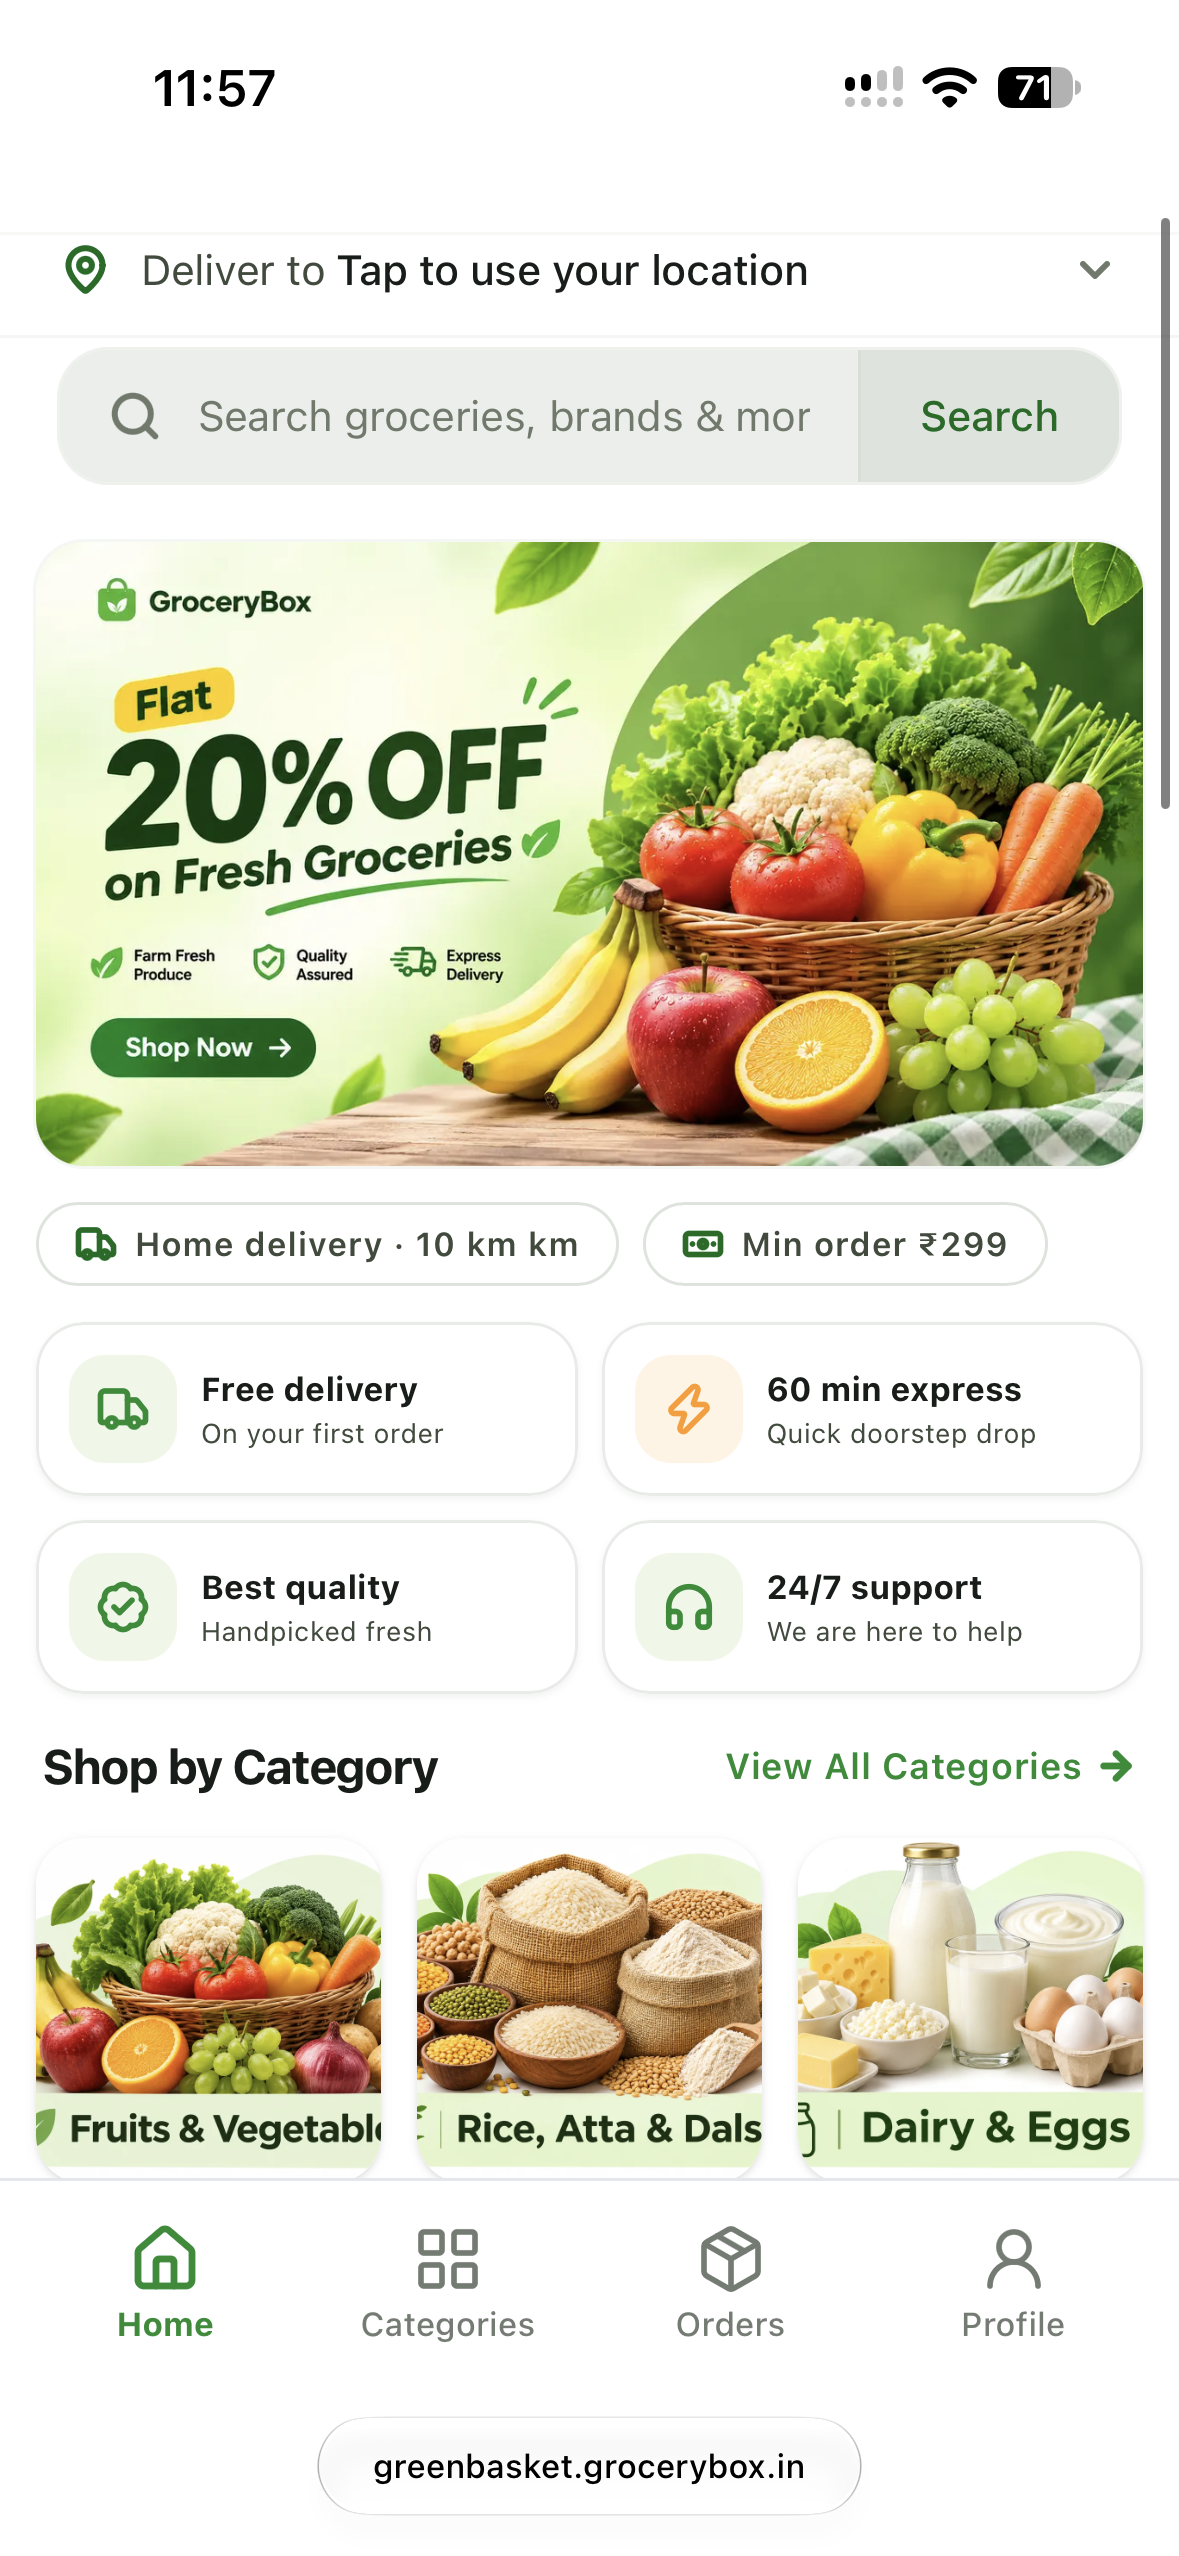 11:57
71
Deliver to Tap to use your location
Search groceries, brands & mor
Search
GroceryBox
Flat
20% OFF
on Fresh Groceries
Farm Fresh
Produce
Quality
Assured
Express
Delivery
Shop Now
Home delivery · 10 km km
Min order ₹299
Free delivery
On your first order
60 min express
Quick doorstep drop
Best quality
Handpicked fresh
24/7 support
We are here to help
Shop by Category
View All Categories
Fruits & Vegetable
Rice, Atta & Dals
Dairy & Eggs
Home
Categories
Orders
Profile
greenbasket.grocerybox.in